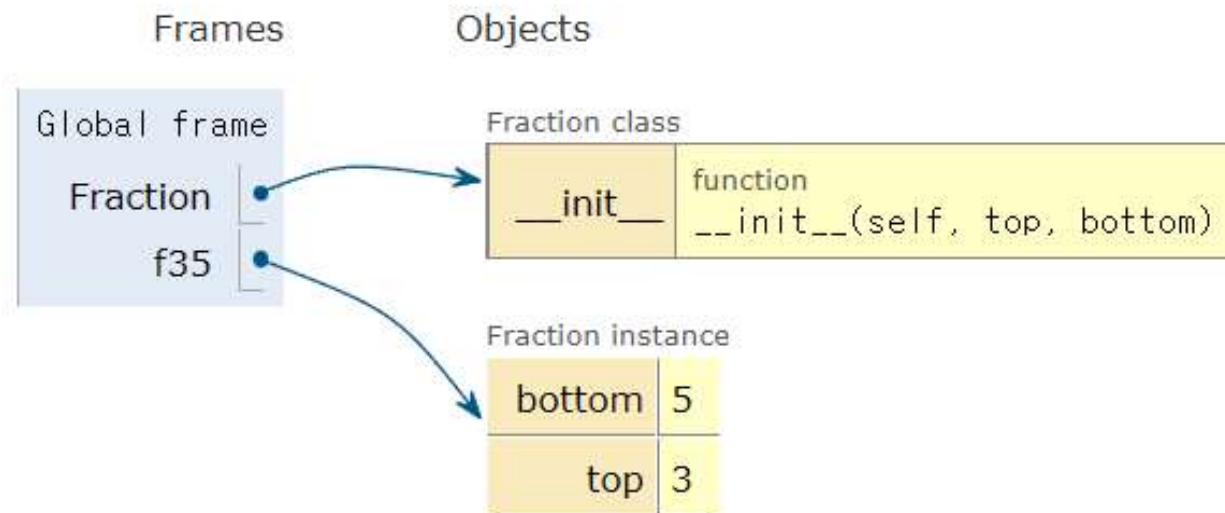 Frames Objects
Global frame
Fraction
f35
Fraction class
__init__ function
__init__(self, top, bottom)
Fraction instance
bottom 5
top 3